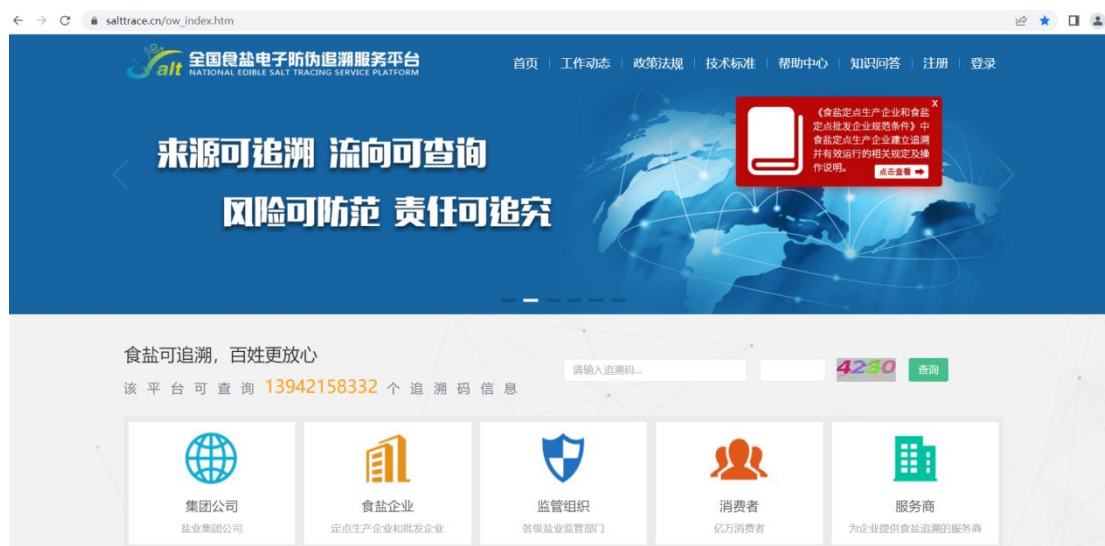 salttrace.cn/ow_index.htm
alt 全国食盐电子防伪追溯服务平台
NATIONAL EDIBLE SALT TRACING SERVICE PLATFORM
首页 工作动态 政策法规 技术标准 帮助中心 知识问答 注册 登录
来源可追溯 流向可查询
风险可防范 责任可追究
X
《食盐定点生产企业和食盐
定点批发企业规范条件》中
食盐定点生产企业建立追溯
并有效运行的相关规定及操
作说明。
点击查看
食盐可追溯，百姓更放心
该平台可查询 13942158332 个追溯码信息
请输入追溯码...
4230
查询
集团公司
盐业集团公司
食盐企业
定点生产企业和批发企业
监管组织
各级盐业监管部门
消费者
亿万消费者
服务商
为企业提供食盐追溯的服务商